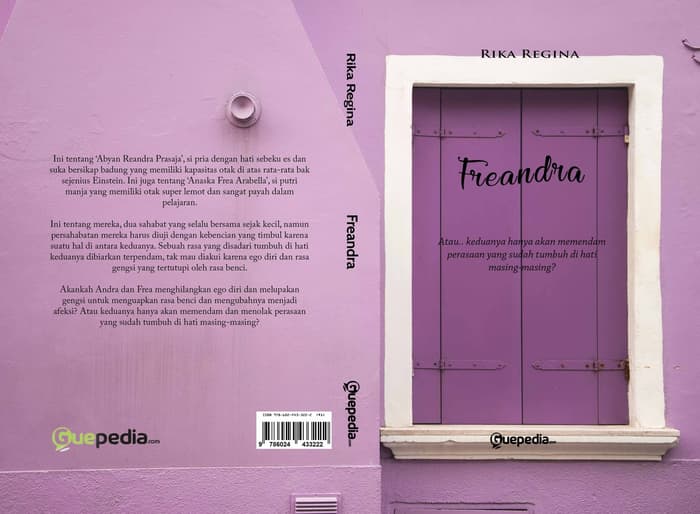 Ini tentang ‘Abyan Reandra Prasaja’, si pria dengan hati sebeku es dan
suka bersikap badung yang memiliki kapasitas otak di atas rata-rata bak
sejenius Einstein. Ini juga tentang ‘Anaska Frea Arabella’, si putri
manja yang memiliki otak super lemot dan sangat payah dalam
pelajaran.
Ini tentang mereka, dua sahabat yang selalu bersama sejak kecil, namun
persahabatan mereka harus diuji dengan kebencian yang timbul karena
suatu hal di antara keduanya. Sebuah rasa yang disadari tumbuh di hati
keduanya dibiarkan terpendam, tak mau diakui karena ego diri dan rasa
gengsi yang tertutupi oleh rasa benci.
Akankah Andra dan Frea menghilangkan ego diri dan melupakan
gengsi untuk menguapkan rasa benci dan mengubahnya menjadi
afeksi? Atau keduanya hanya akan memendam dan menolak perasaan
yang sudah tumbuh di hati masing-masing?
Guepedia.com
ISBN 978-602-443-322-2
9 786024 433222
Rika Regina
Freandra
Guepedia
Rika Regina
Freandra
Atau.. keduanya hanya akan memendam
perasaan yang sudah tumbuh di hati
masing-masing?
Guepedia